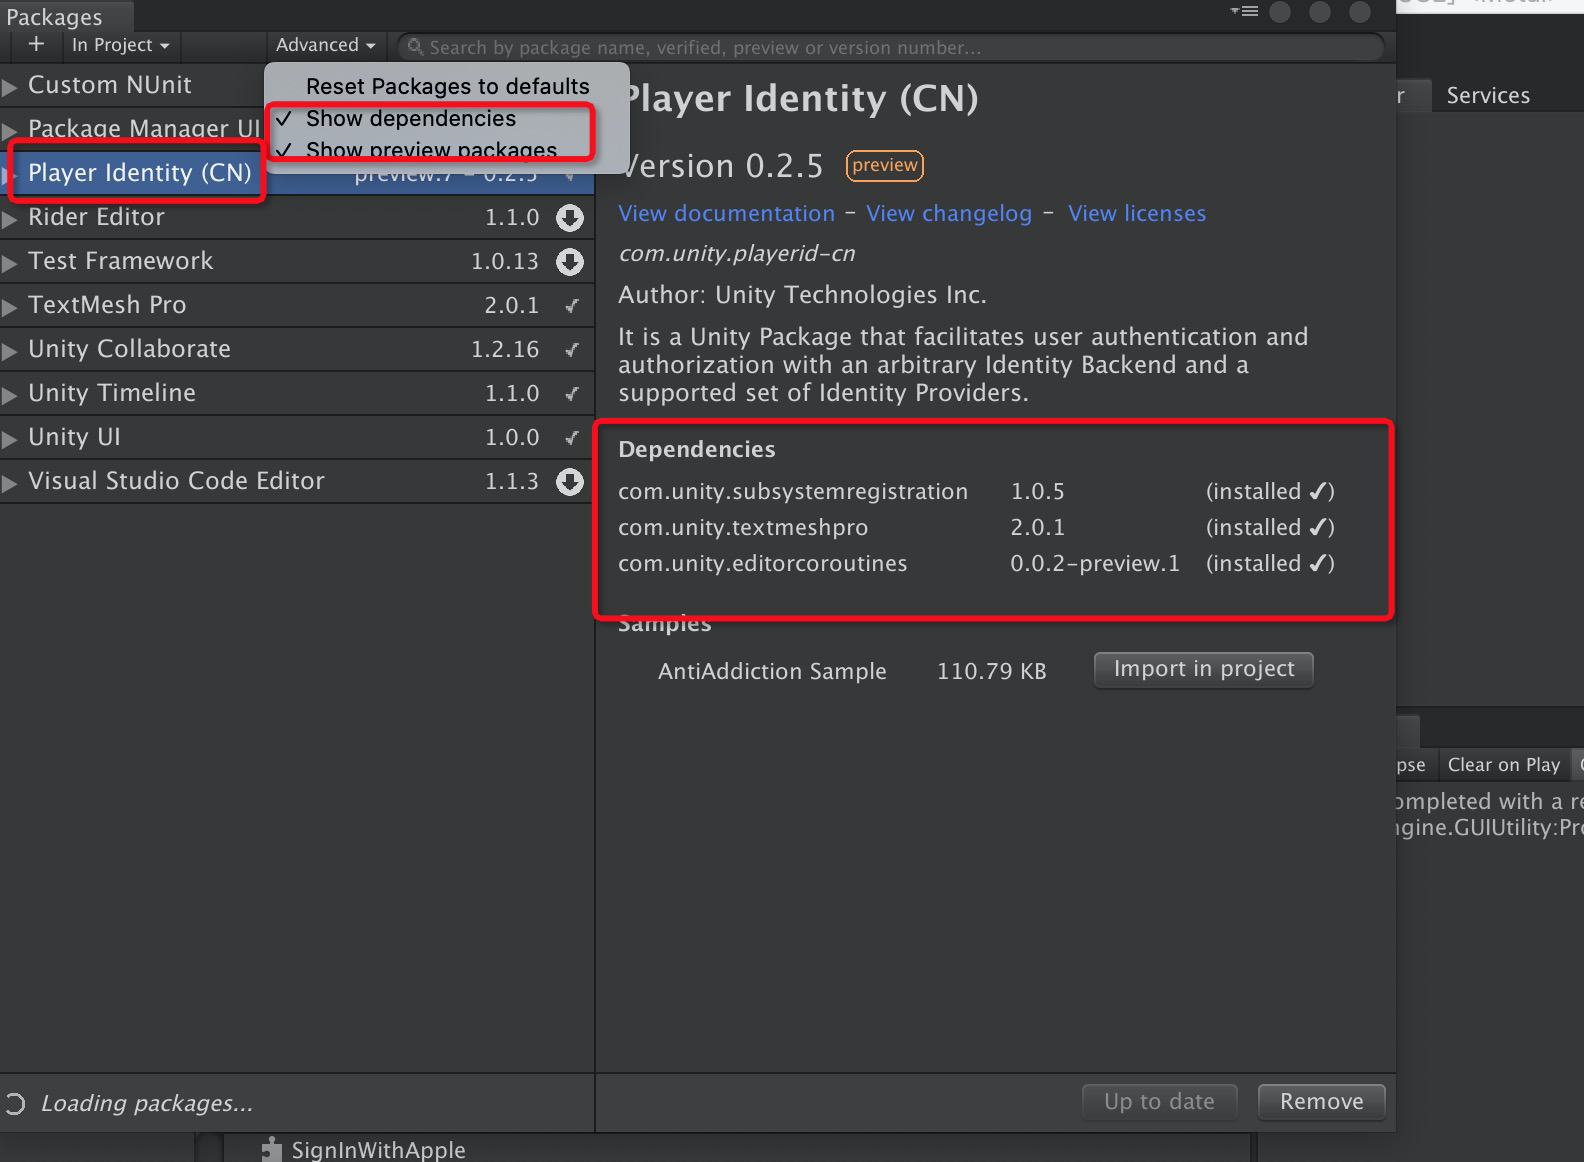 Packages
+ In Project Advanced Search by package name, verified, preview or version number...
Reset Packages to defaults
✓ Show dependencies
✓ Show preview packages
Custom NUnit
Package Manager UI
Player Identity (CN) preview.7 - 0.2.5
Rider Editor 1.1.0
Test Framework 1.0.13
TextMesh Pro 2.0.1 ✓
Unity Collaborate 1.2.16 ✓
Unity Timeline 1.1.0 ✓
Unity UI 1.0.0 ✓
Visual Studio Code Editor 1.1.3
Loading packages...
Player Identity (CN)
Version 0.2.5 preview
View documentation - View changelog - View licenses
com.unity.playerid-cn
Author: Unity Technologies Inc.
It is a Unity Package that facilitates user authentication and
authorization with an arbitrary Identity Backend and a
supported set of Identity Providers.
Dependencies
com.unity.subsystemregistration 1.0.5 (installed ✓)
com.unity.textmeshpro 2.0.1 (installed ✓)
com.unity.editorcoroutines 0.0.2-preview.1 (installed ✓)
Samples
AntiAddiction Sample 110.79 KB Import in project
Up to date Remove
Services
pse Clear on Play
ompleted with a re
ngine.GUIUtility:Pro
SignInWithApple